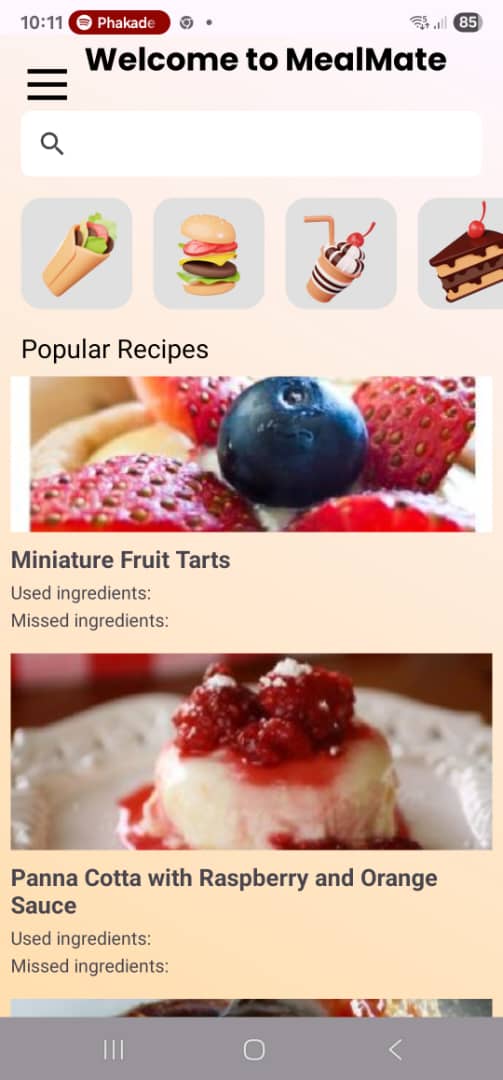 10:11 Phakade 85
Welcome to MealMate
Popular Recipes
Miniature Fruit Tarts
Used ingredients:
Missed ingredients:
Panna Cotta with Raspberry and Orange
Sauce
Used ingredients:
Missed ingredients: